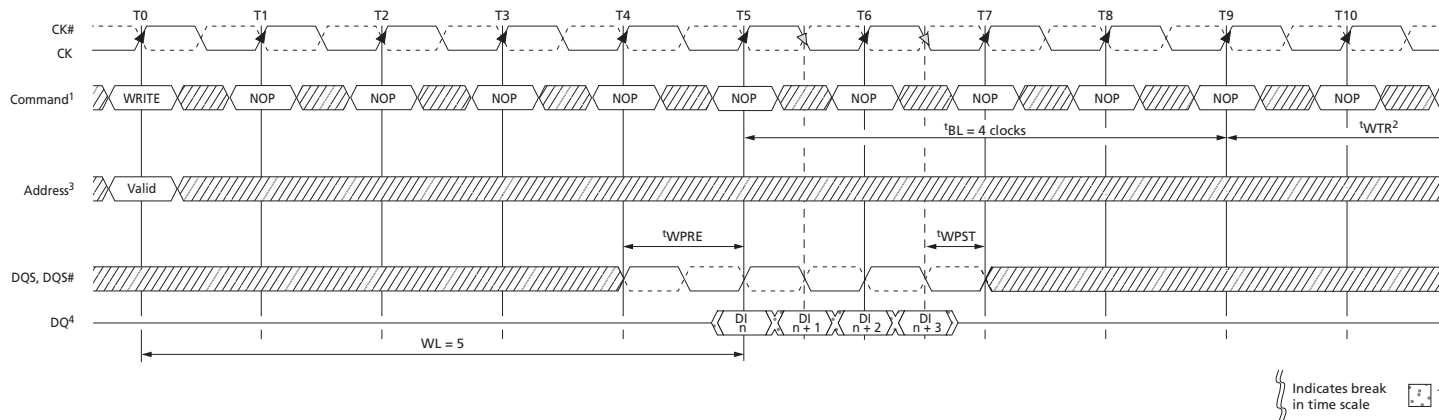 T0 T1 T2 T3 T4 T5 T6 T7 T8 T9 T10
CK#
CK
Command1 WRITE NOP NOP NOP NOP NOP NOP NOP NOP NOP NOP
tBL = 4 clocks tWTR2
Address3 Valid
tWPRE tWPST
DQS, DQS#
DQ4 DI n DI n + 1 DI n + 2 DI n + 3
WL = 5
Indicates break
in time scale